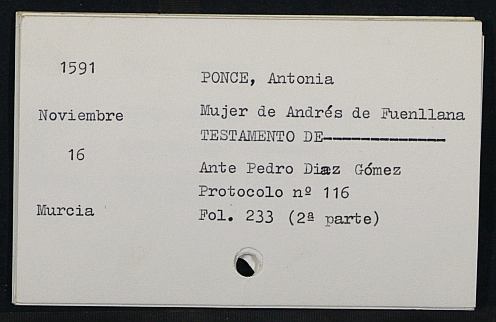 1591
PONCE, Antonia
Noviembre
Mujer de Andrés de Fuenllana
TESTAMENTO DE-------------
16
Ante Pedro Diaz Gómez
Protocolo nº 116
Murcia
Fol. 233 (2ª parte)